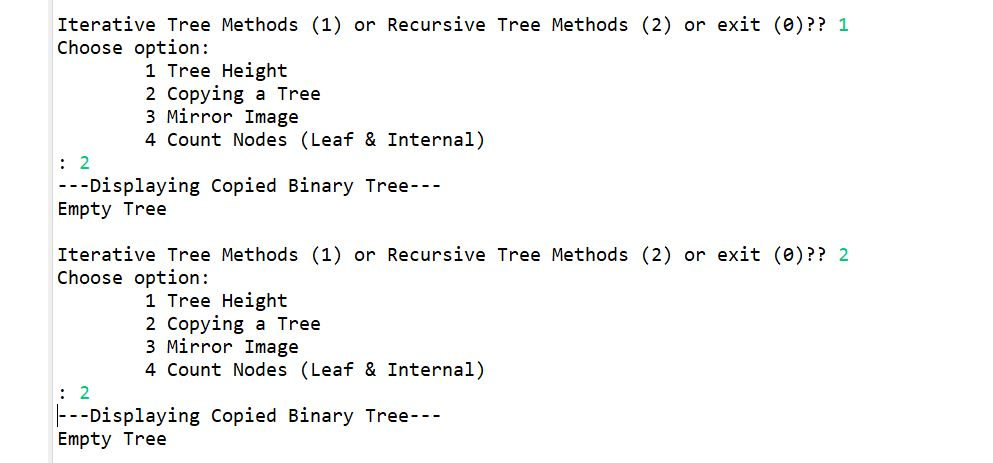 Iterative Tree Methods (1) or Recursive Tree Methods (2) or exit (0)?? 1
Choose option:
1 Tree Height
2 Copying a Tree
3 Mirror Image
4 Count Nodes (Leaf & Internal)
: 2
---Displaying Copied Binary Tree---
Empty Tree
Iterative Tree Methods (1) or Recursive Tree Methods (2) or exit (0)?? 2
Choose option:
1 Tree Height
2 Copying a Tree
3 Mirror Image
4 Count Nodes (Leaf & Internal)
: 2
---Displaying Copied Binary Tree---
Empty Tree